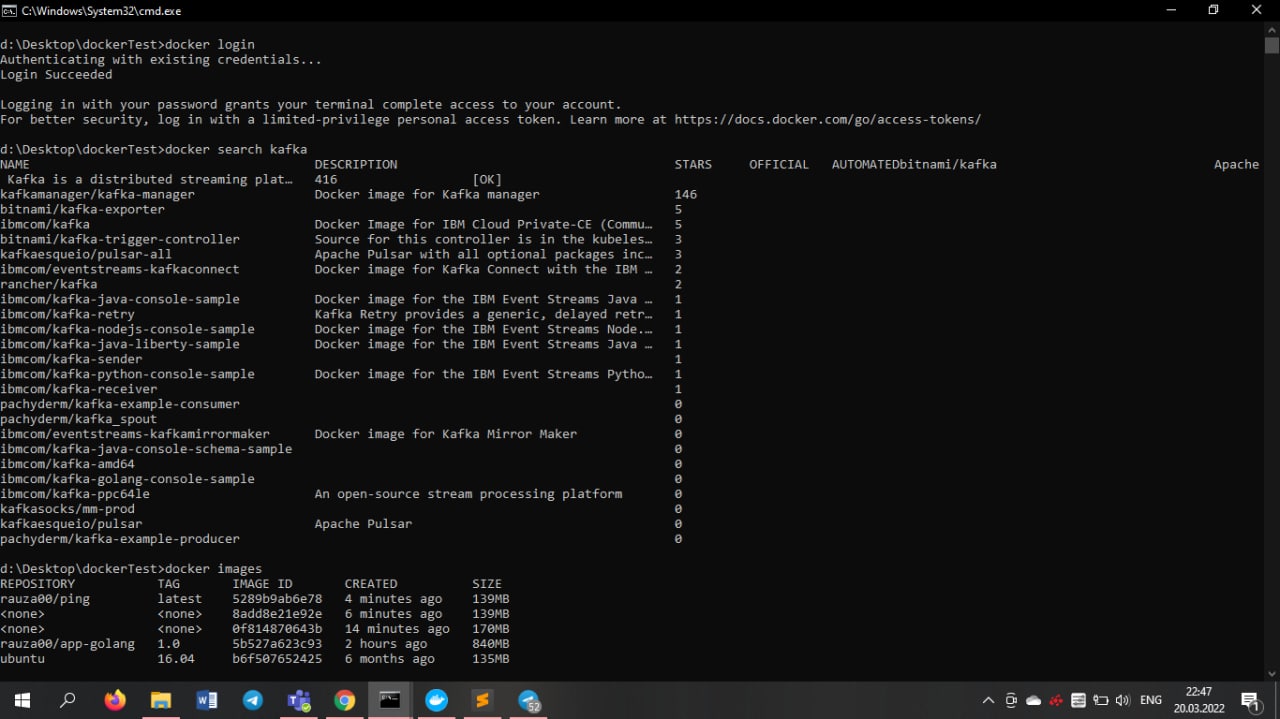 C:\Windows\System32\cmd.exe
d:\Desktop\dockerTest>docker login
Authenticating with existing credentials...
Login Succeeded
Logging in with your password grants your terminal complete access to your account.
For better security, log in with a limited-privilege personal access token. Learn more at https://docs.docker.com/go/access-tokens/
d:\Desktop\dockerTest>docker search kafka
NAME DESCRIPTION STARS OFFICIAL AUTOMATEDbitnami/kafka Apache
Kafka is a distributed streaming plat… 416 [OK]
kafkamanager/kafka-manager Docker image for Kafka manager 146
bitnami/kafka-exporter 5
ibmcom/kafka Docker Image for IBM Cloud Private-CE (Commu… 5
bitnami/kafka-trigger-controller Source for this controller is in the kubeles… 3
kafkaesqueio/pulsar-all Apache Pulsar with all optional packages inc… 3
ibmcom/eventstreams-kafkaconnect Docker image for Kafka Connect with the IBM … 2
rancher/kafka 2
ibmcom/kafka-java-console-sample Docker image for the IBM Event Streams Java … 1
ibmcom/kafka-retry Kafka Retry provides a generic, delayed retr… 1
ibmcom/kafka-nodejs-console-sample Docker image for the IBM Event Streams Node.… 1
ibmcom/kafka-java-liberty-sample Docker image for the IBM Event Streams Java … 1
ibmcom/kafka-sender 1
ibmcom/kafka-python-console-sample Docker image for the IBM Event Streams Pytho… 1
ibmcom/kafka-receiver 1
pachyderm/kafka-example-consumer 0
pachyderm/kafka_spout 0
ibmcom/eventstreams-kafkamirrormaker Docker image for Kafka Mirror Maker 0
ibmcom/kafka-java-console-schema-sample 0
ibmcom/kafka-amd64 0
ibmcom/kafka-golang-console-sample 0
ibmcom/kafka-ppc64le An open-source stream processing platform 0
kafkasocks/mm-prod 0
kafkaesqueio/pulsar Apache Pulsar 0
pachyderm/kafka-example-producer 0
d:\Desktop\dockerTest>docker images
REPOSITORY TAG IMAGE ID CREATED SIZE
rauza00/ping latest 5289b9ab6e78 4 minutes ago 139MB
<none> <none> 8add8e21e92e 6 minutes ago 139MB
<none> <none> 0f814870643b 14 minutes ago 170MB
rauza00/app-golang 1.0 5b527a623c93 2 hours ago 840MB
ubuntu 16.04 b6f507652425 6 months ago 135MB
52
ENG
22:47
20.03.2022
1